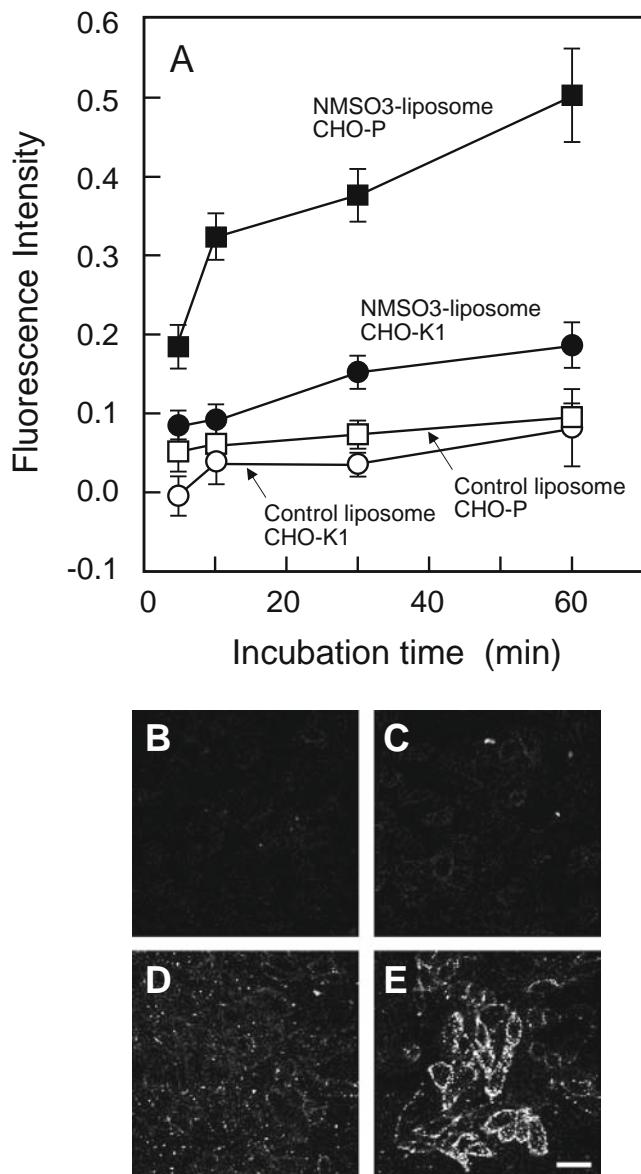 A
0.6
0.5
0.4
0.3
0.2
0.1
0.0
-0.1
Fluorescence Intensity
NMSO3-liposome
CHO-P
NMSO3-liposome
CHO-K1
Control liposome
CHO-K1
Control liposome
CHO-P
0 20 40 60
Incubation time (min)
B
C
D
E